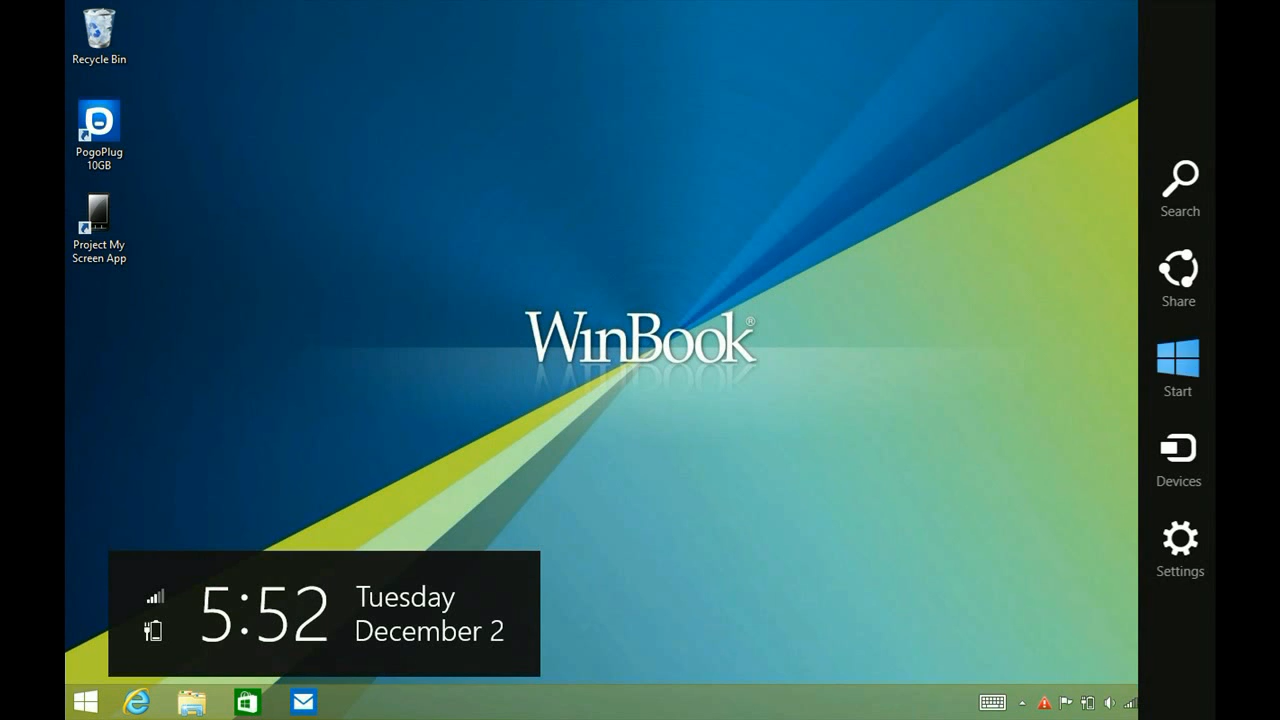 Recycle Bin
PogoPlug
10GB
Project My
Screen App
WinBook®
5:52
Tuesday
December 2
Search
Share
Start
Devices
Settings